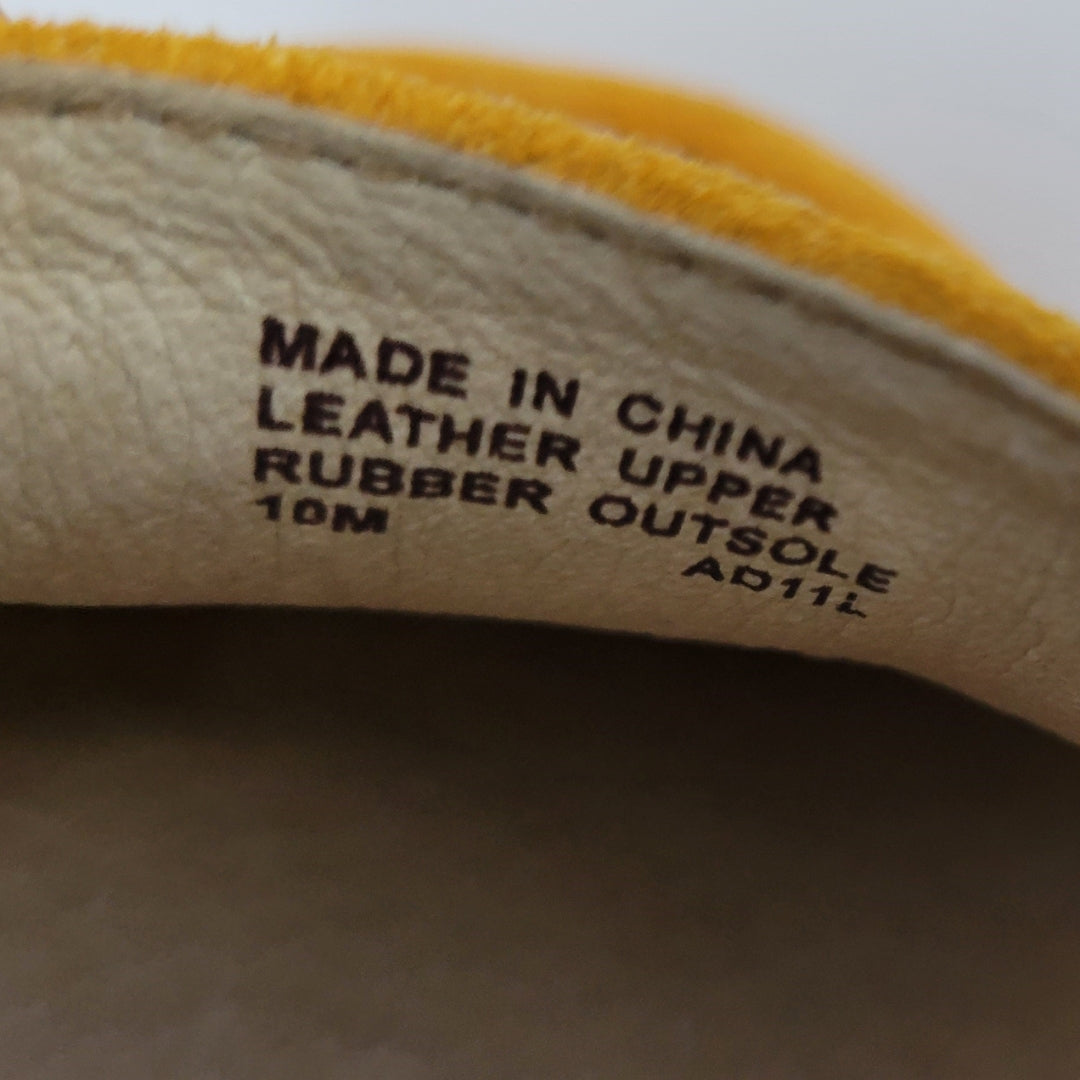 MADE IN CHINA
LEATHER UPPER
RUBBER OUTSOLE
10M
AD11L